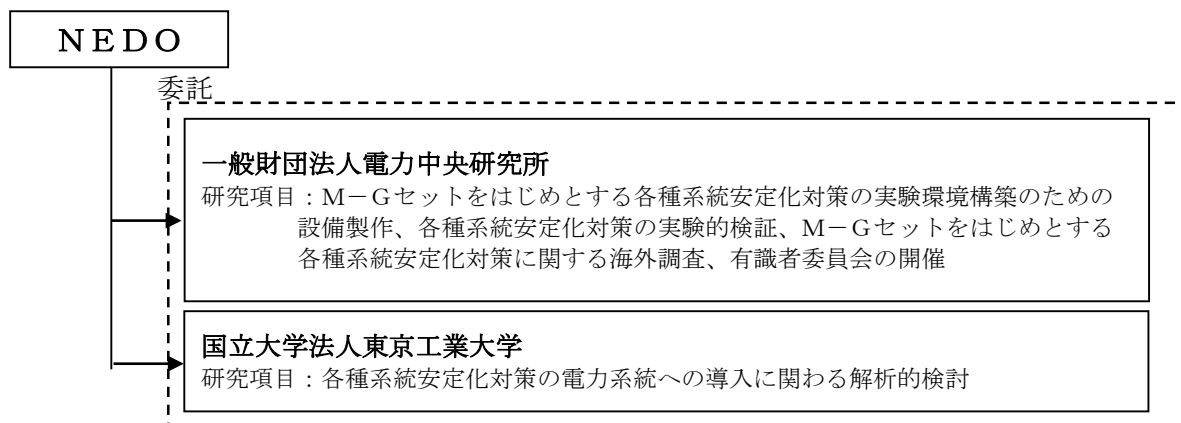 NEDO
委託
一般財団法人電力中央研究所
研究項目：M－Gセットをはじめとする各種系統安定化対策の実験環境構築のための
設備製作、各種系統安定化対策の実験的検証、M－Gセットをはじめとする
各種系統安定化対策に関する海外調査、有識者委員会の開催
国立大学法人東京工業大学
研究項目：各種系統安定化対策の電力系統への導入に関わる解析的検討